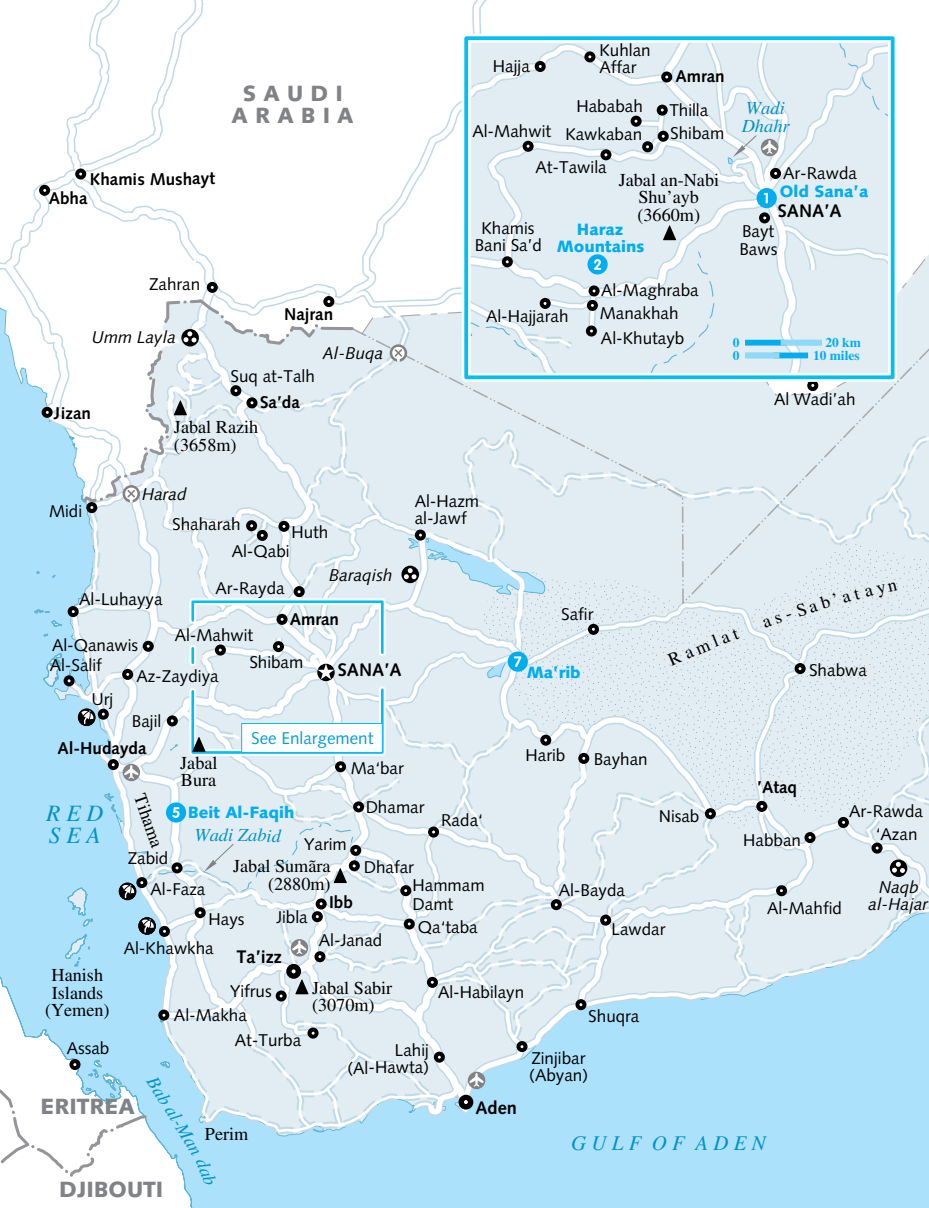 SAUDI
ARABIA
Khamis Mushayt
Abha
Zahran
Najran
Umm Layla
Al-Buqa
Suq at-Talh
Sa'da
Jizan
Jabal Razih
(3658m)
Harad
Midi
Al-Hazm
al-Jawf
Shaharah
Huth
Al-Qabi
Baraqish
Ar-Rayda
Al-Luhayya
Amran
Safir
Ramlat as-Sab'atayn
Al-Qanawis
Al-Mahwit
Shibam
Al-Salif
Az-Zaydiya
SANA'A
7
Ma'rib
Shabwa
Urj
Bajil
See Enlargement
Al-Hudayda
Jabal
Bura
Harib
Bayhan
Ma'bar
'Ataq
RED
SEA
Tihama
5
Beit Al-Faqih
Wadi Zabid
Dhamar
Rada'
Nisab
Ar-Rawda
Habban
'Azan
Yarim
Zabid
Jabal Sumāra
(2880m)
Dhafar
Al-Faza
Hammam
Damt
Al-Bayda
Al-Mahfid
Naqb
al-Hajar
Ibb
Hays
Jibla
Qa'taba
Lawdar
Al-Khawkha
Al-Janad
Ta'izz
Hanish
Islands
(Yemen)
Yifrus
Jabal Sabir
(3070m)
Al-Habilayn
Al-Makha
Shuqra
At-Turba
Assab
Lahij
(Al-Hawta)
Zinjibar
(Abyan)
Bab al-Man dab
ERITREA
Aden
Perim
GULF OF ADEN
DJIBOUTI
Kuhlan
Affar
Hajja
Amran
Hababah
Thilla
Wadi
Dhahr
Al-Mahwit
Kawkaban
Shibam
At-Tawila
Ar-Rawda
Jabal an-Nabi
Shu'ayb
(3660m)
1
Old Sana'a
SANA'A
Khamis
Bani Sa'd
Haraz
Mountains
2
Bayt
Baws
Al-Maghraba
Al-Hajjarah
Manakhah
Al-Khutayb
0 20 km
0 10 miles
Al Wadi'ah